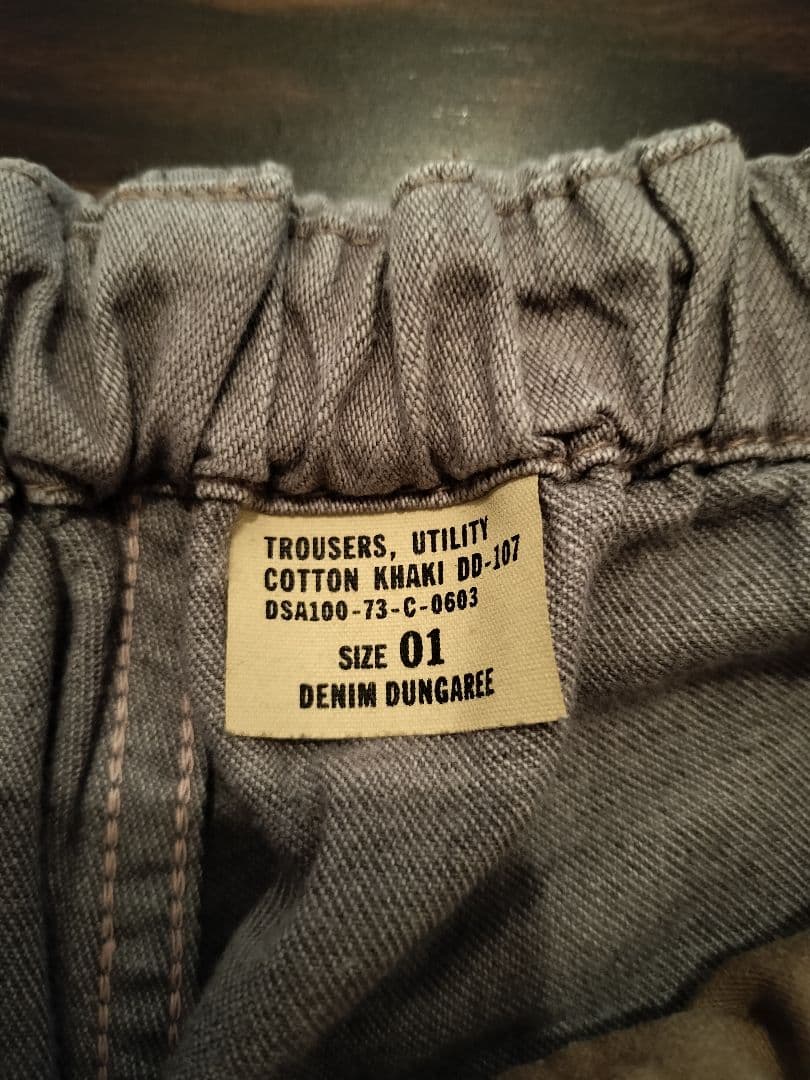 TROUSERS, UTILITY
COTTON KHAKI DD-107
DSA100-73-C-0603
SIZE 01
DENIM DUNGAREE